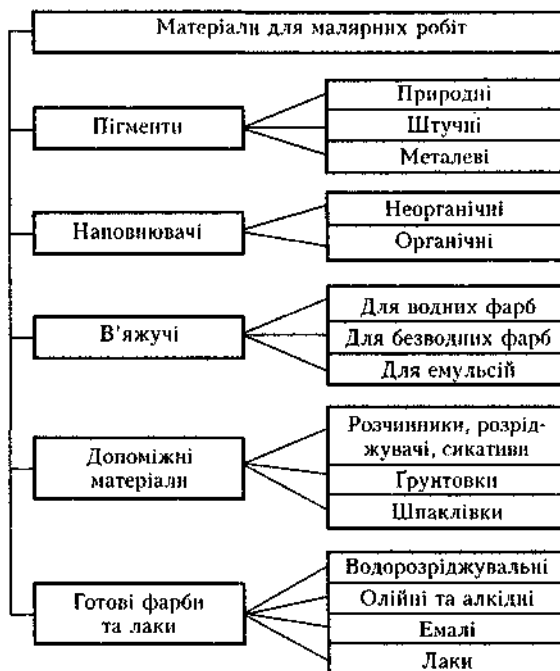 Матеріали для малярних робіт
Пігменти
Природні
Штучні
Металеві
Наповнювачі
Неорганічні
Органічні
В'яжучі
Для водних фарб
Для безводних фарб
Для емульсій
Допоміжні
матеріали
Розчинники, розрід-
жувачі, сикативи
Ґрунтовки
Шпаклівки
Готові фарби
та лаки
Водорозріджувальні
Олійні та алкідні
Емалі
Лаки